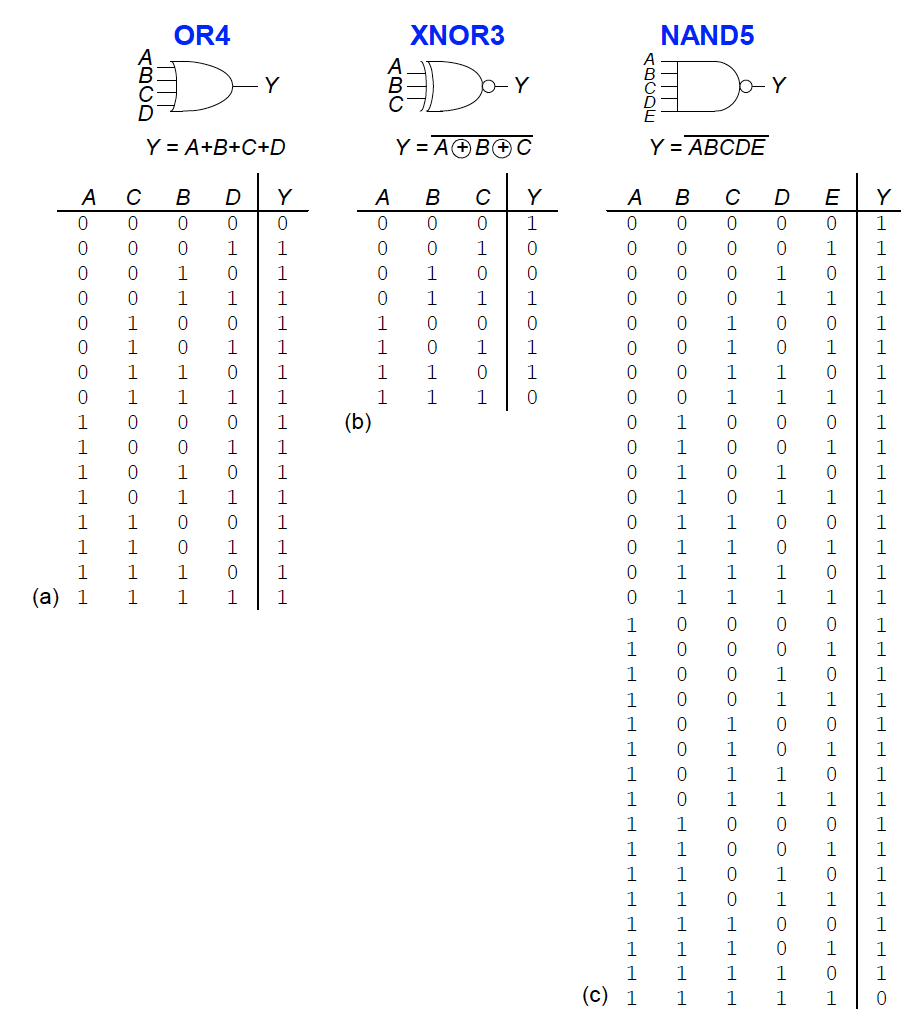 OR4
A
B
C
D
Y
Y = A+B+C+D
A C B D Y
0 0 0 0 0
0 0 0 1 1
0 0 1 0 1
0 0 1 1 1
0 1 0 0 1
0 1 0 1 1
0 1 1 0 1
0 1 1 1 1
1 0 0 0 1
1 0 0 1 1
1 0 1 0 1
1 0 1 1 1
1 1 0 0 1
1 1 0 1 1
1 1 1 0 1
(a) 1 1 1 1 1
XNOR3
A
B
C
Y
Y = A ⊕ B ⊕ C
A B C Y
0 0 0 1
0 0 1 0
0 1 0 0
0 1 1 1
1 0 0 0
1 0 1 1
1 1 0 1
1 1 1 0
(b)
NAND5
A
B
C
D
E
Y
Y = ABCDE
A B C D E Y
0 0 0 0 0 1
0 0 0 0 1 1
0 0 0 1 0 1
0 0 0 1 1 1
0 0 1 0 0 1
0 0 1 0 1 1
0 0 1 1 0 1
0 0 1 1 1 1
0 1 0 0 0 1
0 1 0 0 1 1
0 1 0 1 0 1
0 1 0 1 1 1
0 1 1 0 0 1
0 1 1 0 1 1
0 1 1 1 0 1
0 1 1 1 1 1
1 0 0 0 0 1
1 0 0 0 1 1
1 0 0 1 0 1
1 0 0 1 1 1
1 0 1 0 0 1
1 0 1 0 1 1
1 0 1 1 0 1
1 0 1 1 1 1
1 1 0 0 0 1
1 1 0 0 1 1
1 1 0 1 0 1
1 1 0 1 1 1
1 1 1 0 0 1
1 1 1 0 1 1
1 1 1 1 0 1
(c) 1 1 1 1 1 0